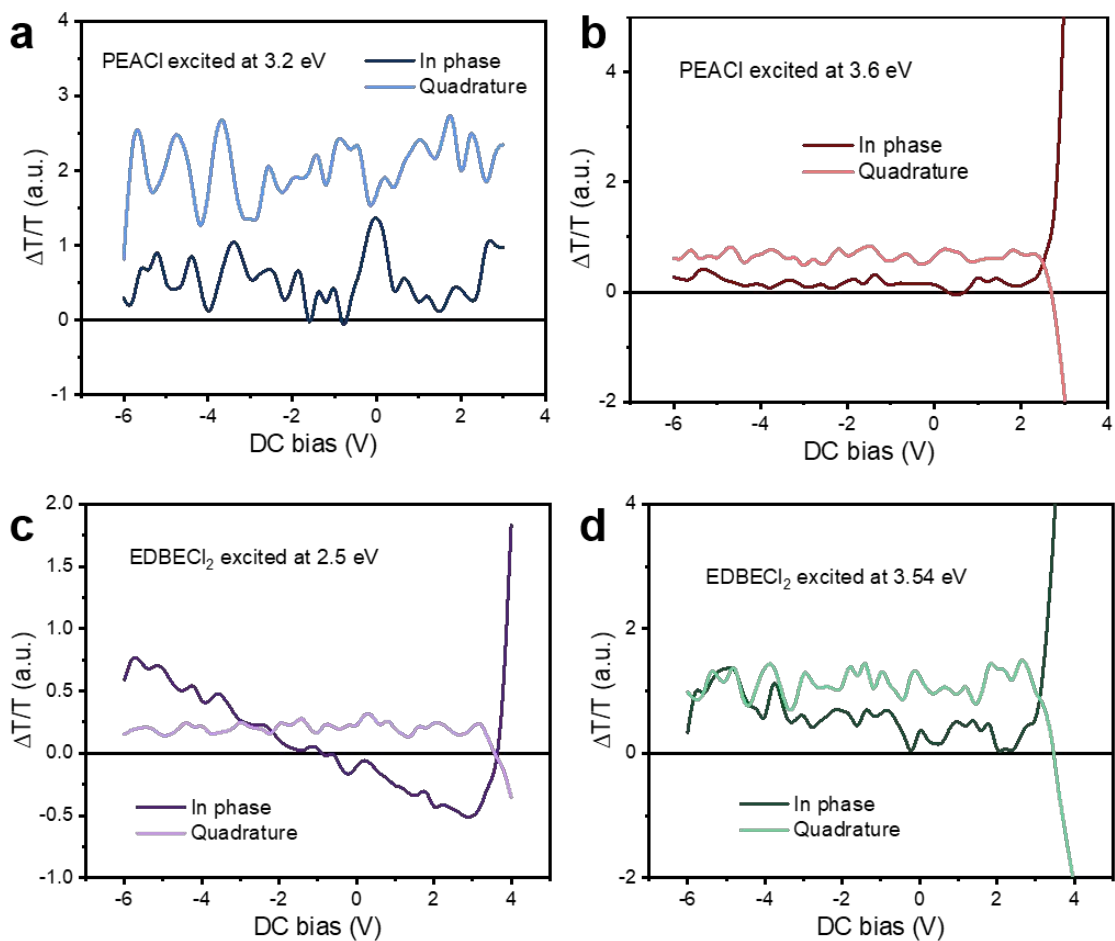 a
PEACl excited at 3.2 eV
In phase
Quadrature
ΔT/T (a.u.)
4
3
2
1
0
-1
-6
-4
-2
0
2
4
DC bias (V)
b
PEACl excited at 3.6 eV
In phase
Quadrature
ΔT/T (a.u.)
4
2
0
-2
-6
-4
-2
0
2
4
DC bias (V)
c
EDBECl₂ excited at 2.5 eV
In phase
Quadrature
ΔT/T (a.u.)
2.0
1.5
1.0
0.5
0.0
-0.5
-1.0
-6
-4
-2
0
2
4
DC bias (V)
d
EDBECl₂ excited at 3.54 eV
In phase
Quadrature
ΔT/T (a.u.)
4
2
0
-2
-6
-4
-2
0
2
4
DC bias (V)